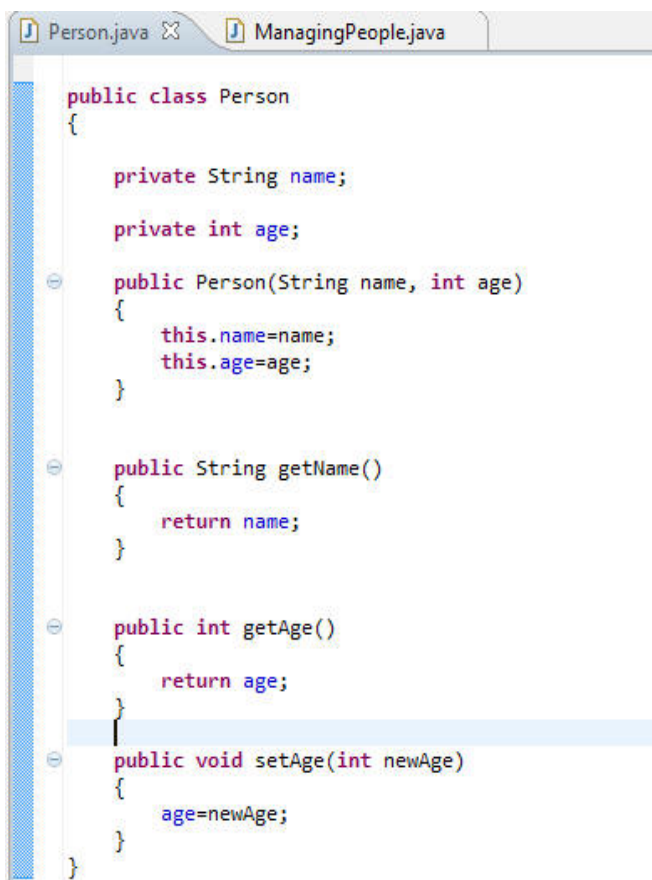 Person.java ManagingPeople.java
public class Person
{
private String name;
private int age;
public Person(String name, int age)
{
this.name=name;
this.age=age;
}
public String getName()
{
return name;
}
public int getAge()
{
return age;
}
public void setAge(int newAge)
{
age=newAge;
}
}